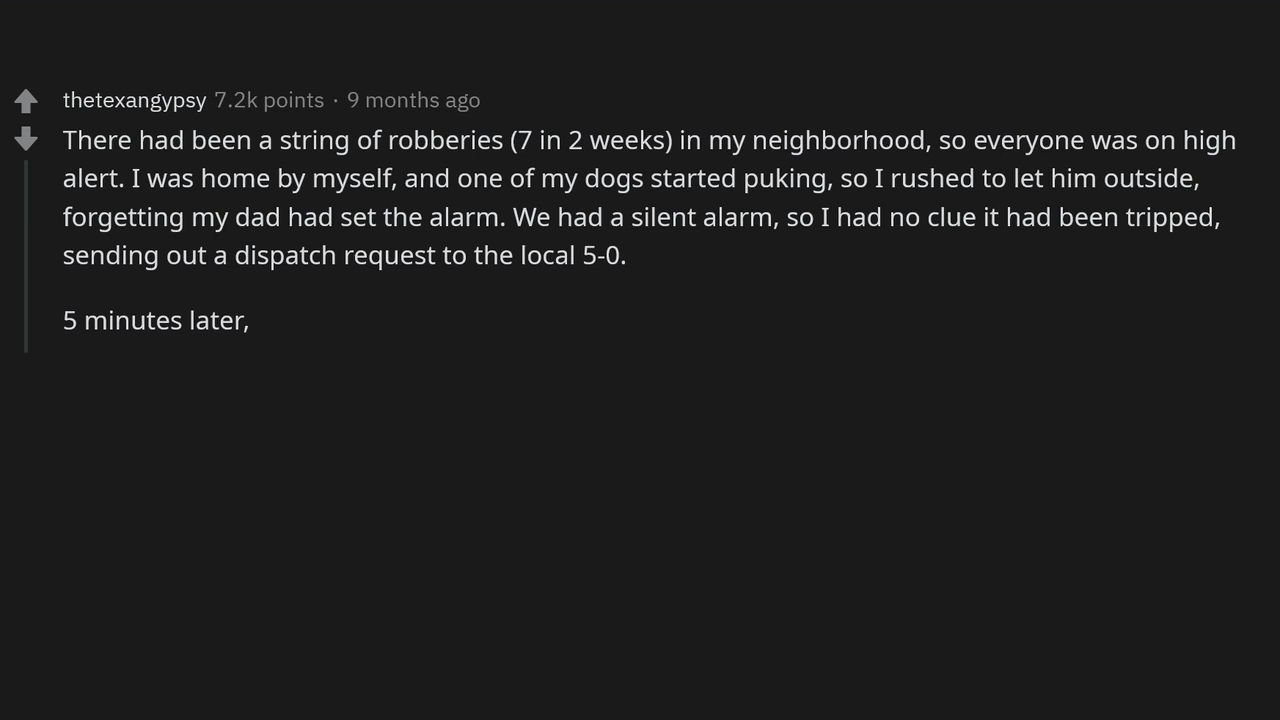 thetexangypsy 7.2k points · 9 months ago
There had been a string of robberies (7 in 2 weeks) in my neighborhood, so everyone was on high
alert. I was home by myself, and one of my dogs started puking, so I rushed to let him outside,
forgetting my dad had set the alarm. We had a silent alarm, so I had no clue it had been tripped,
sending out a dispatch request to the local 5-0.
5 minutes later,